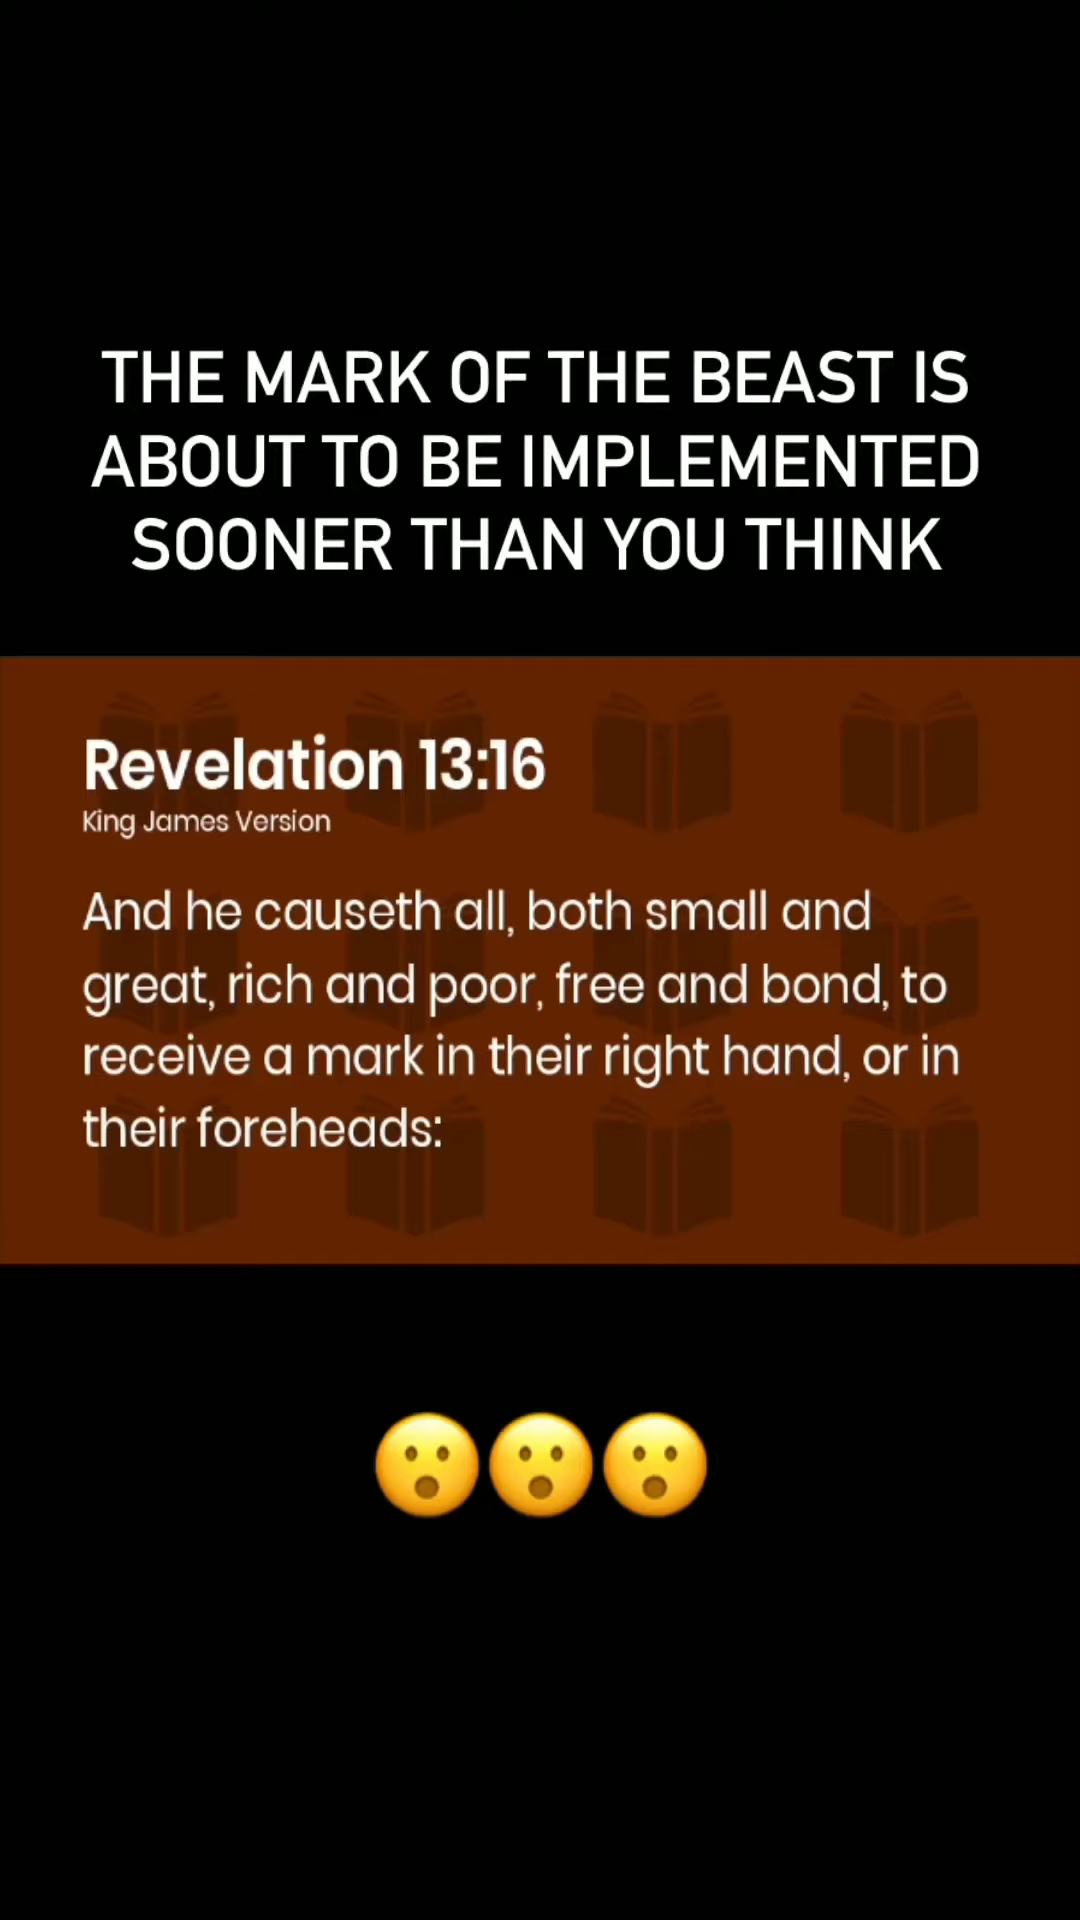 THE MARK OF THE BEAST IS
ABOUT TO BE IMPLEMENTED
SOONER THAN YOU THINK
Revelation 13:16
King James Version
And he causeth all, both small and
great, rich and poor, free and bond, to
receive a mark in their right hand, or in
their foreheads:
😮😮😮